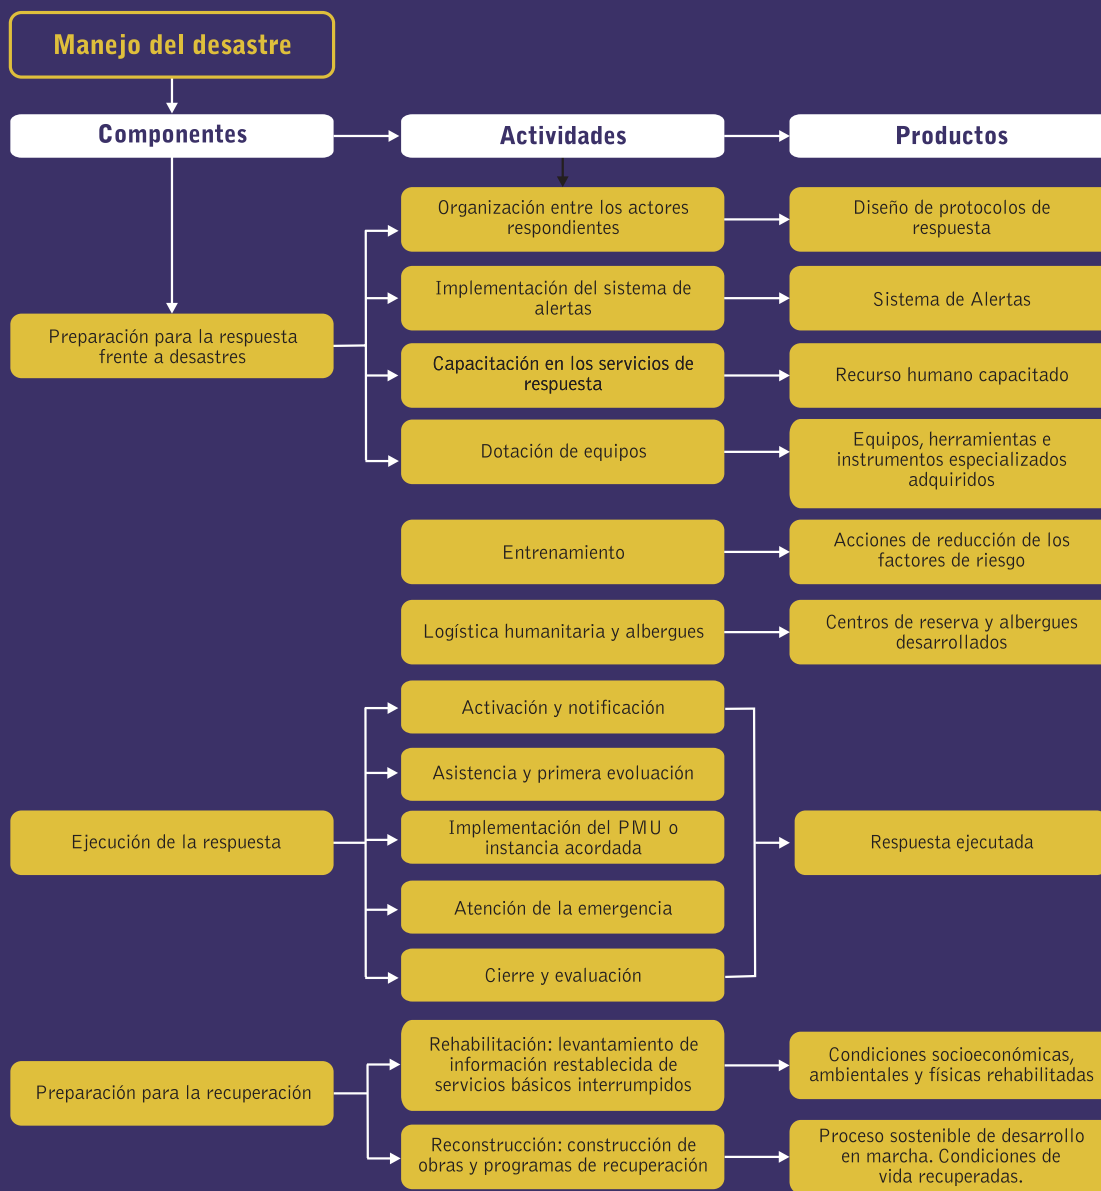 Manejo del desastre
Componentes
Actividades
Productos
Organización entre los actores
respondientes
Diseño de protocolos de
respuesta
Implementación del sistema de
alertas
Sistema de Alertas
Preparación para la respuesta
frente a desastres
Capacitación en los servicios de
respuesta
Recurso humano capacitado
Dotación de equipos
Equipos, herramientas e
instrumentos especializados
adquiridos
Entrenamiento
Acciones de reducción de los
factores de riesgo
Logística humanitaria y albergues
Centros de reserva y albergues
desarrollados
Activación y notificación
Asistencia y primera evoluación
Ejecución de la respuesta
Implementación del PMU o
instancia acordada
Respuesta ejecutada
Atención de la emergencia
Cierre y evaluación
Preparación para la recuperación
Rehabilitación: levantamiento de
información restablecida de
servicios básicos interrumpidos
Condiciones socioeconómicas,
ambientales y físicas rehabilitadas
Reconstrucción: construcción de
obras y programas de recuperación
Proceso sostenible de desarrollo
en marcha. Condiciones de
vida recuperadas.